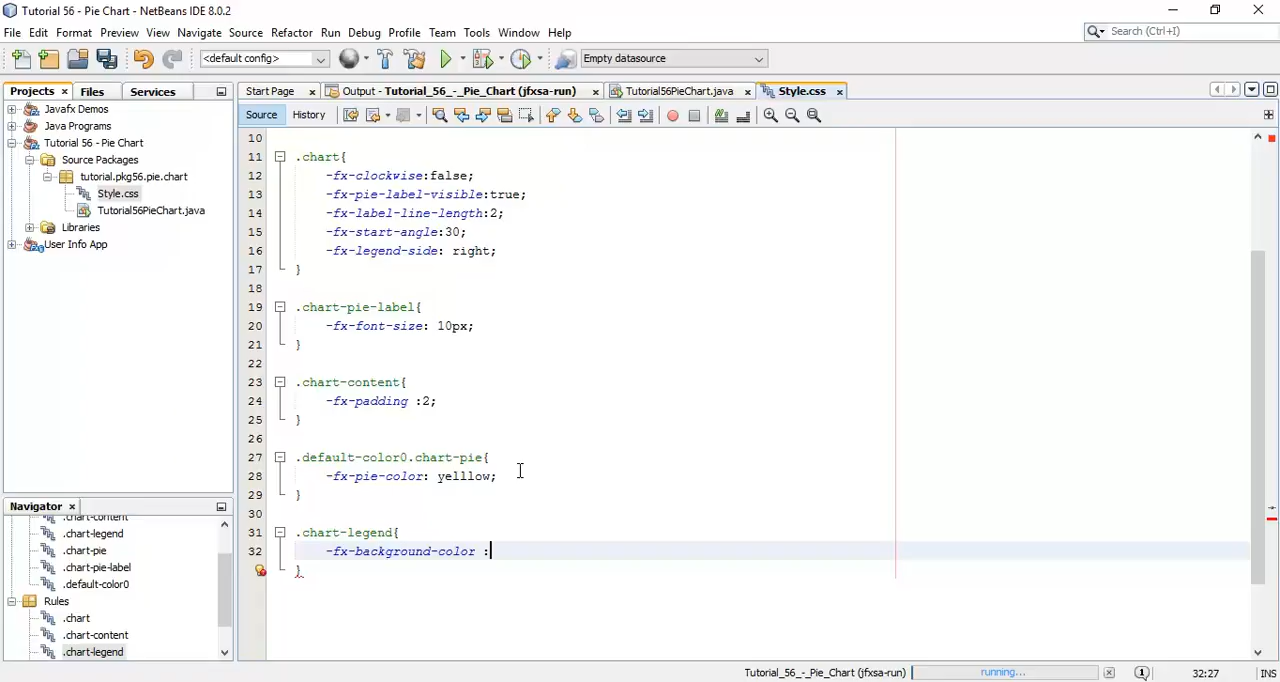 Tutorial 56 - Pie Chart - NetBeans IDE 8.0.2
File Edit Format Preview View Navigate Source Refactor Run Debug Profile Team Tools Window Help
Search (Ctrl+I)
<default config> Empty datasource
Projects Files Services
Start Page Output - Tutorial_56_-_Pie_Chart (jfxsa-run) Tutorial56PieChart.java Style.css
Source History
Javafx Demos
Java Programs
Tutorial 56 - Pie Chart
Source Packages
tutorial.pkg56.pie.chart
Style.css
Tutorial56PieChart.java
Libraries
User Info App
Navigator
.chart-content
.chart-legend
.chart-pie
.chart-pie-label
.default-color0
Rules
.chart
.chart-content
.chart-legend
10
11 .chart{
12 -fx-clockwise:false;
13 -fx-pie-label-visible:true;
14 -fx-label-line-length:2;
15 -fx-start-angle:30;
16 -fx-legend-side: right;
17 }
18
19 .chart-pie-label{
20 -fx-font-size: 10px;
21 }
22
23 .chart-content{
24 -fx-padding :2;
25 }
26
27 .default-color0.chart-pie{
28 -fx-pie-color: yelllow;
29 }
30
31 .chart-legend{
32 -fx-background-color :
}
Tutorial_56_-_Pie_Chart (jfxsa-run) running... 1 32:27 INS